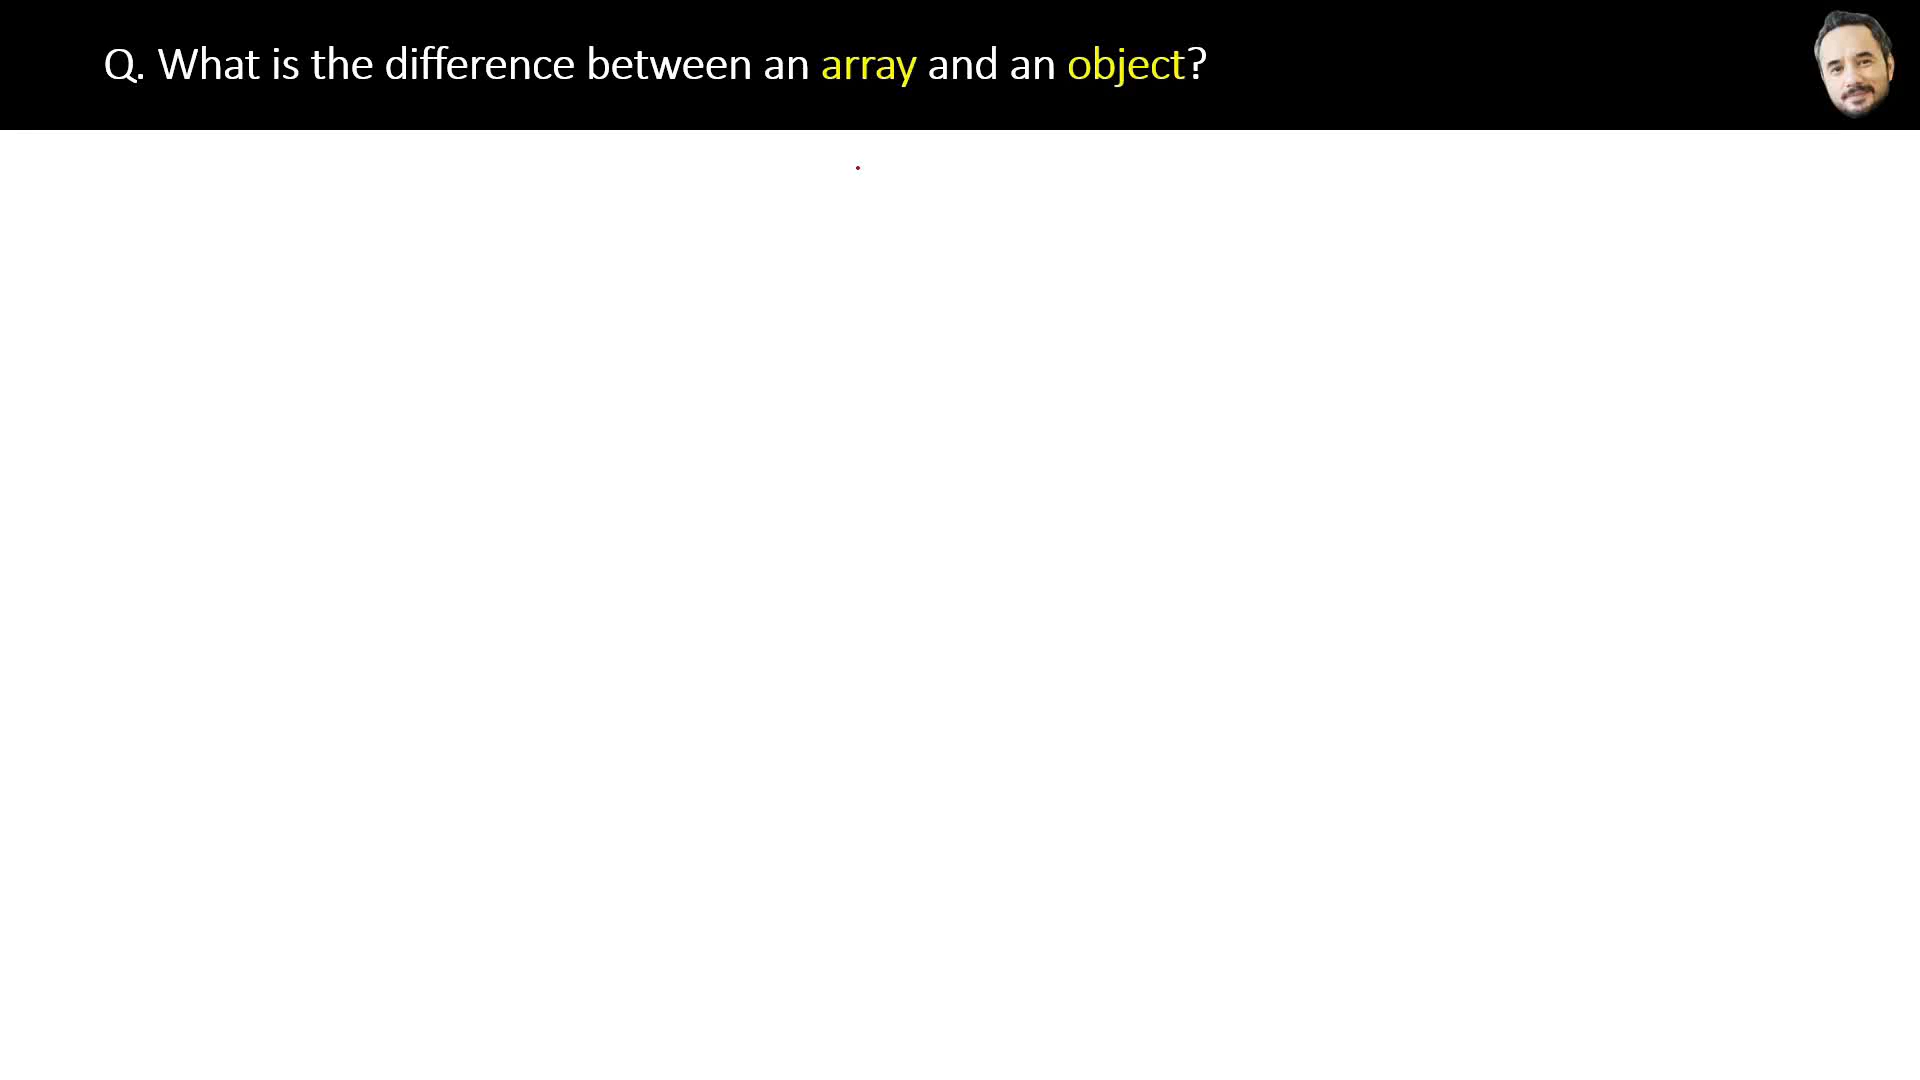 Q. What is the difference between an array and an object?